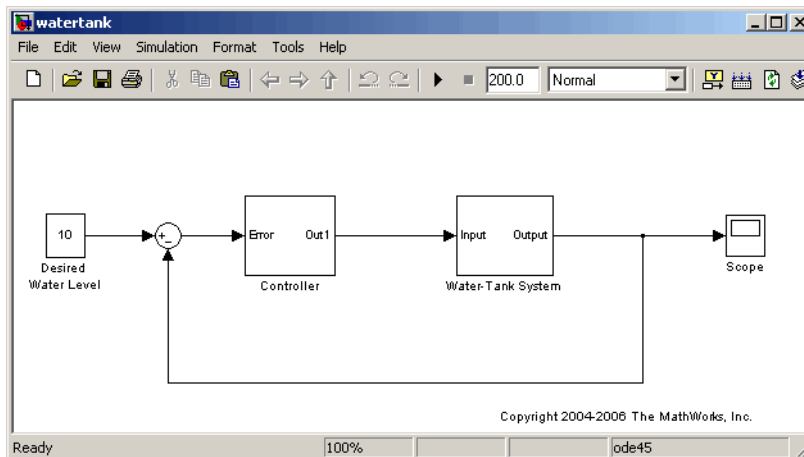 watertank
File Edit View Simulation Format Tools Help
200.0 Normal
10
+
-
Error Out1
Input Output
Desired
Water Level
Controller
Water-Tank System
Scope
Copyright 2004-2006 The MathWorks, Inc.
Ready 100% ode45